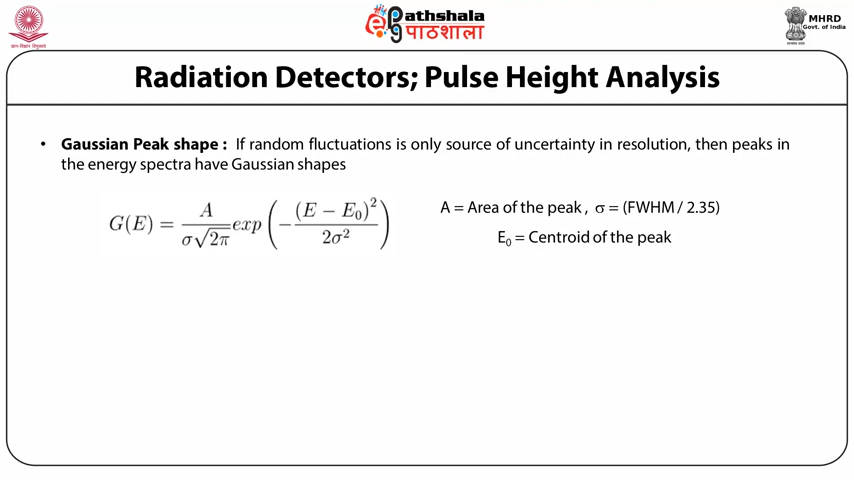 ePGPathshala
पाठशाला
MHRD
Govt. of India
Radiation Detectors; Pulse Height Analysis
• Gaussian Peak shape : If random fluctuations is only source of uncertainty in resolution, then peaks in
the energy spectra have Gaussian shapes
G(E) = A/(σ√2π) exp(−(E − E₀)²/2σ²)
A = Area of the peak , σ = (FWHM / 2.35)
E₀ = Centroid of the peak